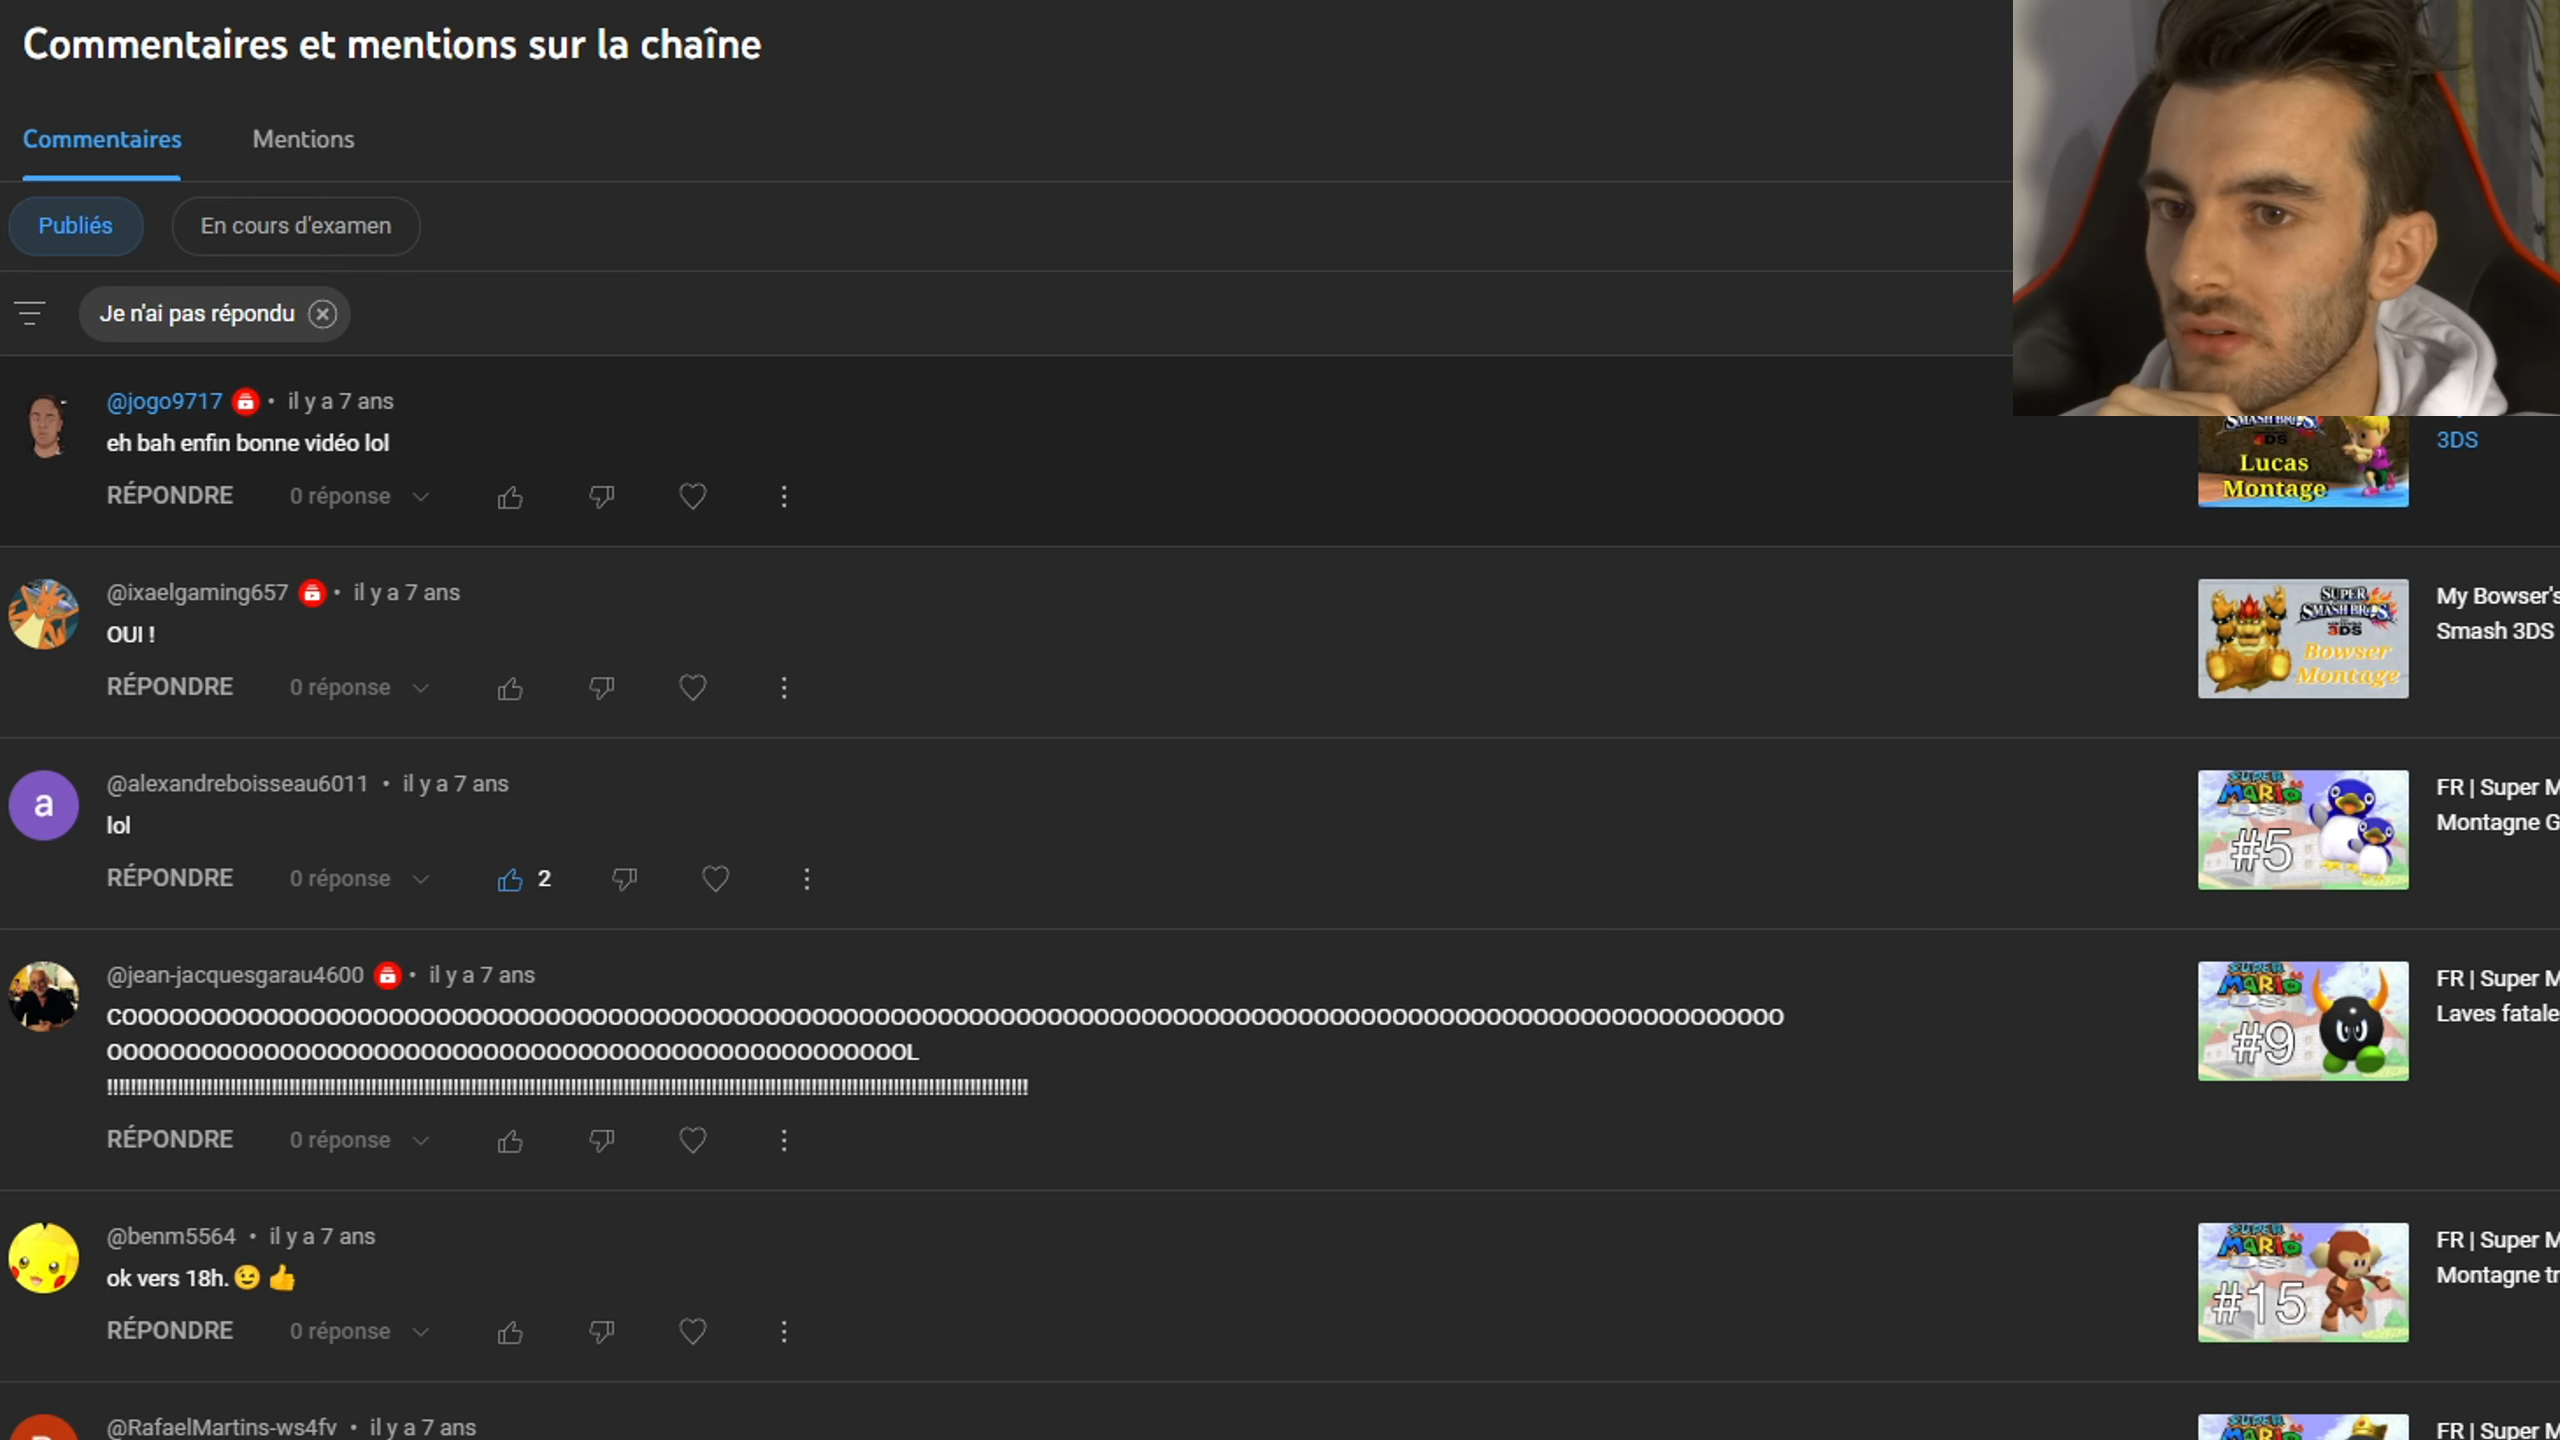 Commentaires et mentions sur la chaîne
Commentaires
Mentions
Publiés
En cours d'examen
Je n'ai pas répondu
@jogo9717 • il y a 7 ans
eh bah enfin bonne vidéo lol
RÉPONDRE 0 réponse
SMASH BROS.
3DS
Lucas
Montage
3DS
@ixaelgaming657 • il y a 7 ans
OUI !
RÉPONDRE 0 réponse
SUPER
SMASH BROS.
3DS
Bowser
Montage
My Bowser's
Smash 3DS
@alexandreboisseau6011 • il y a 7 ans
lol
RÉPONDRE 0 réponse 2
a
SUPER
MARIO
#5
FR | Super M
Montagne G
@jean-jacquesgarau4600 • il y a 7 ans
COOOOOOOOOOOOOOOOOOOOOOOOOOOOOOOOOOOOOOOOOOOOOOOOOOOOOOOOOOOOOOOOOOOOOOOOOOOOOOOOOOOOOOOOOOOOOOOOOOOOOOOOOO
OOOOOOOOOOOOOOOOOOOOOOOOOOOOOOOOOOOOOOOOOOOOOOOOOOOL
!!!!!!!!!!!!!!!!!!!!!!!!!!!!!!!!!!!!!!!!!!!!!!!!!!!!!!!!!!!!!!!!!!!!!!!!!!!!!!!!!!!!!!!!!!!!!!!!!!!!!!!!!!!!!!!!!!!!!!!!!!!!!!!!!!!!!!!!!!!!!!!!!!!!!!!!!!!!
RÉPONDRE 0 réponse
SUPER
MARIO
#9
FR | Super M
Laves fatale
@benm5564 • il y a 7 ans
ok vers 18h.😉 👍
RÉPONDRE 0 réponse
SUPER
MARIO
#15
FR | Super M
Montagne tr
@RafaelMartins-ws4fv • il y a 7 ans
SUPER
MARIO
FR | Super M